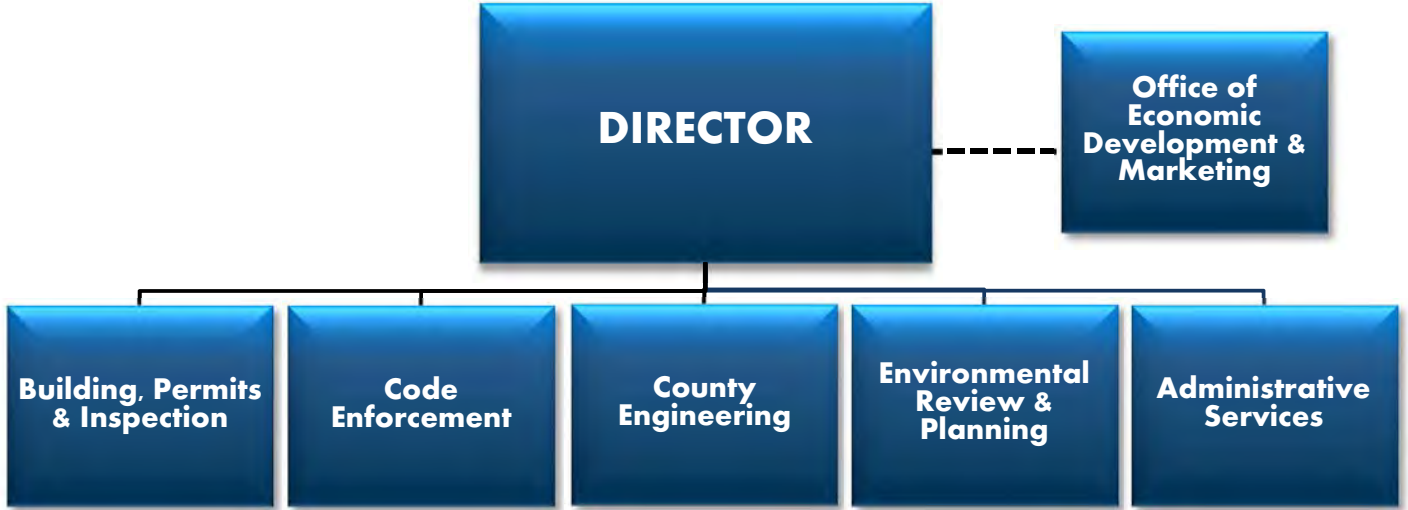 DIRECTOR
Office of
Economic
Development &
Marketing
Building, Permits
& Inspection
Code
Enforcement
County
Engineering
Environmental
Review &
Planning
Administrative
Services